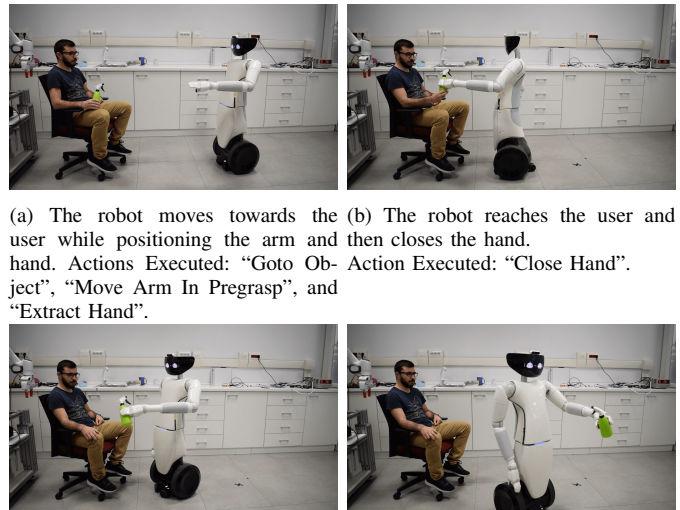 (a) The robot moves towards the
user while positioning the arm and
hand. Actions Executed: “Goto Ob-
ject”, “Move Arm In Pregrasp”, and
“Extract Hand”.
(b) The robot reaches the user and
then closes the hand.
Action Executed: “Close Hand”.